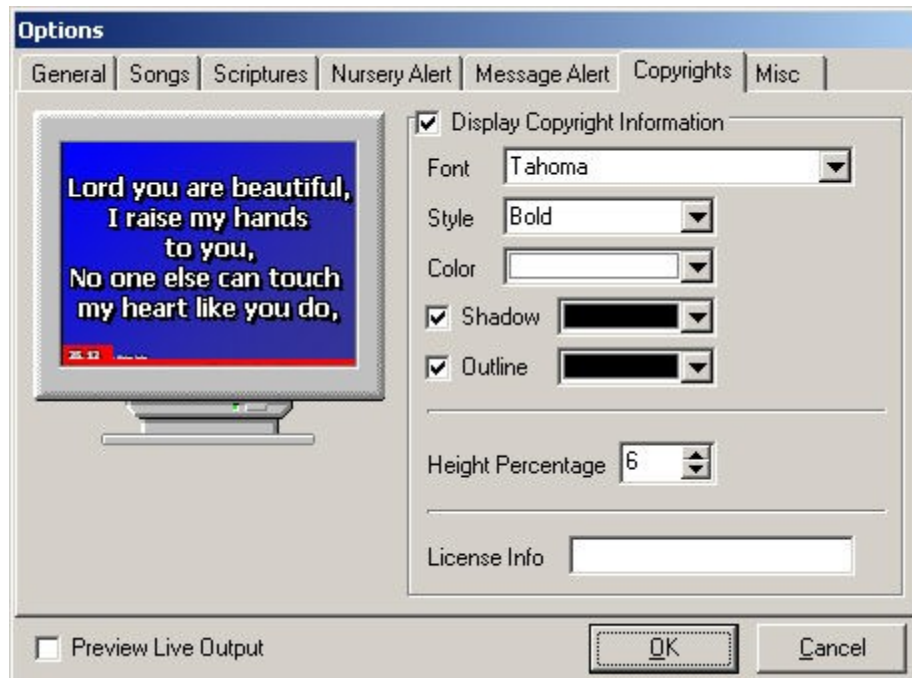 Options
General Songs Scriptures Nursery Alert Message Alert Copyrights Misc
Lord you are beautiful,
I raise my hands
to you,
No one else can touch
my heart like you do,
Display Copyright Information
Font Tahoma
Style Bold
Color
Shadow
Outline
Height Percentage 6
License Info
Preview Live Output OK Cancel